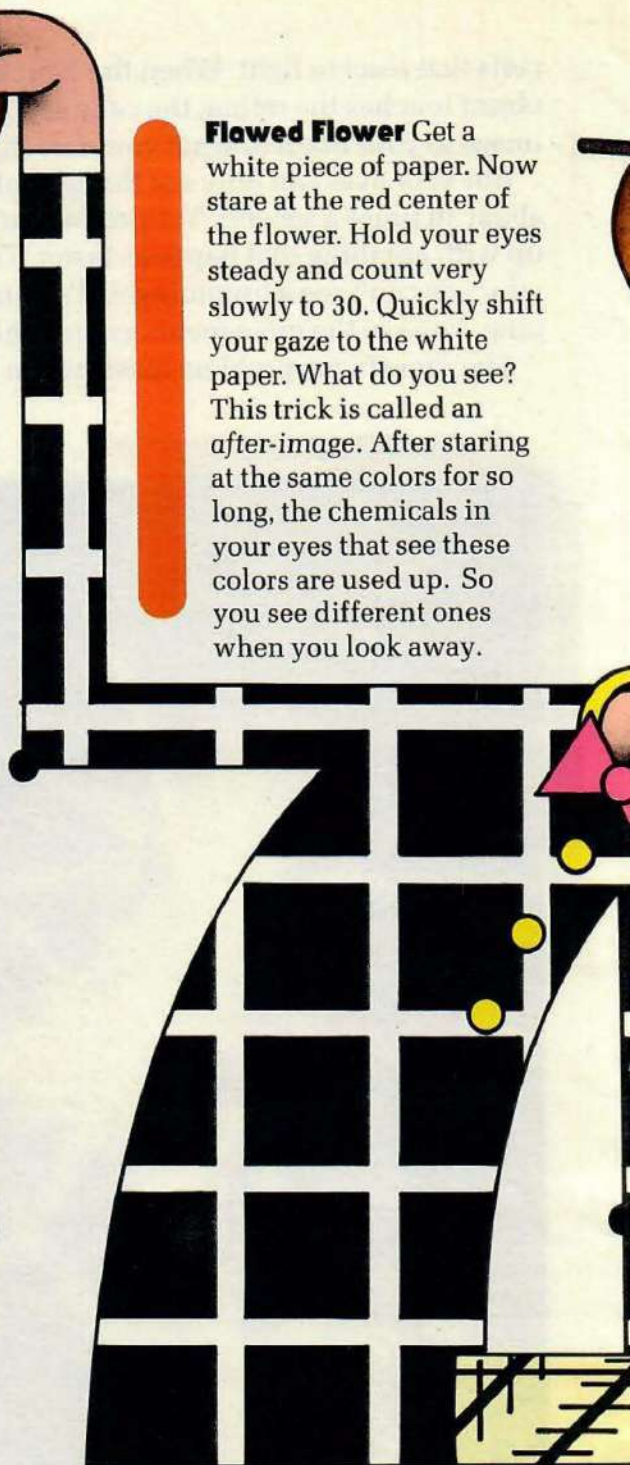 Flawed Flower Get a
white piece of paper. Now
stare at the red center of
the flower. Hold your eyes
steady and count very
slowly to 30. Quickly shift
your gaze to the white
paper. What do you see?
This trick is called an
after-image. After staring
at the same colors for so
long, the chemicals in
your eyes that see these
colors are used up. So
you see different ones
when you look away.